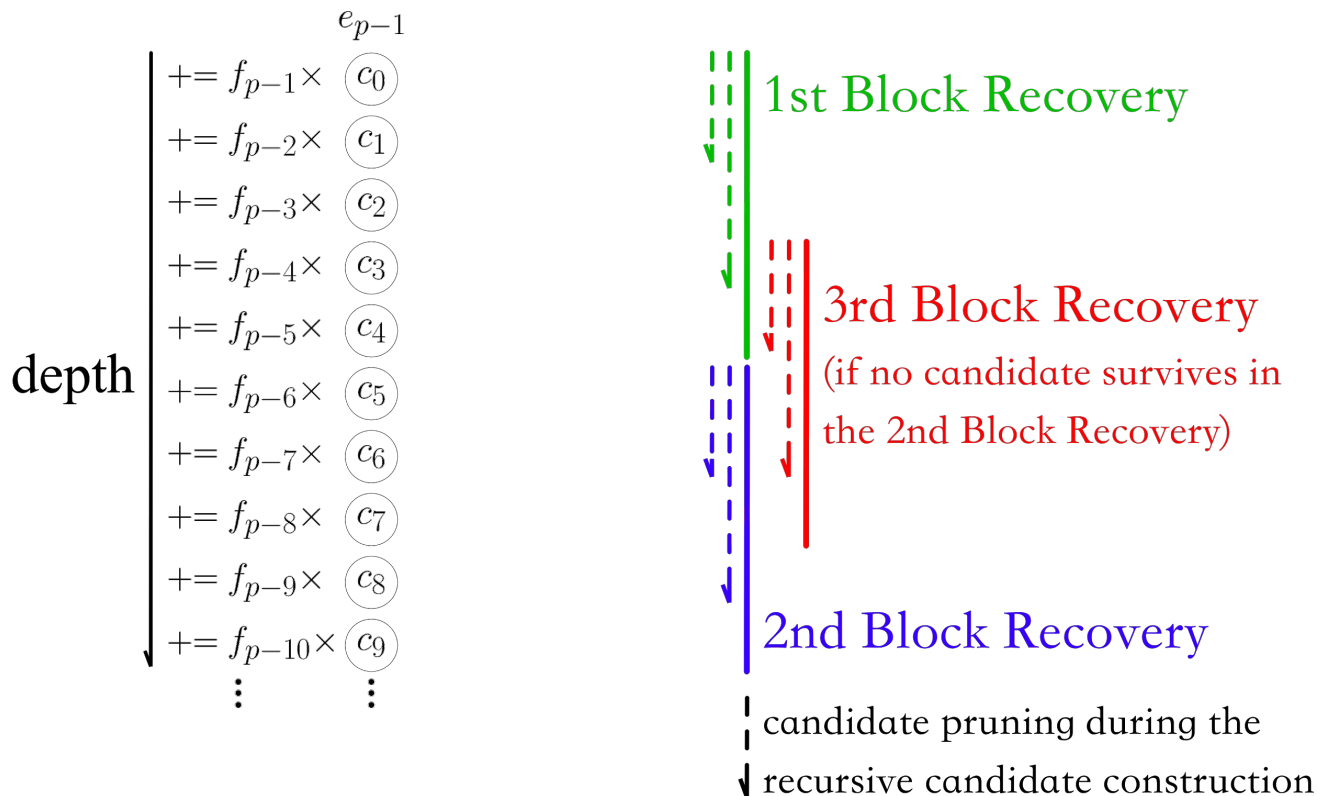 e_{p−1}
+= f_{p−1}× c_0
+= f_{p−2}× c_1
+= f_{p−3}× c_2
+= f_{p−4}× c_3
+= f_{p−5}× c_4
+= f_{p−6}× c_5
+= f_{p−7}× c_6
+= f_{p−8}× c_7
+= f_{p−9}× c_8
+= f_{p−10}× c_9
⋮ ⋮
depth
1st Block Recovery
3rd Block Recovery
(if no candidate survives in
the 2nd Block Recovery)
2nd Block Recovery
candidate pruning during the
recursive candidate construction